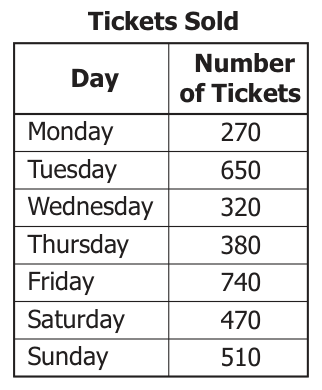 Tickets Sold
Day Number
of Tickets
Monday 270
Tuesday 650
Wednesday 320
Thursday 380
Friday 740
Saturday 470
Sunday 510